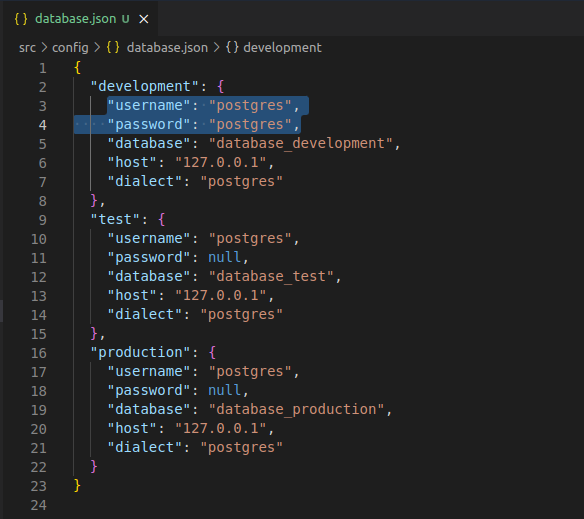 { } database.json U ×
src > config > { } database.json > { } development
1 {
2 "development": {
3 "username": "postgres",
4 "password": "postgres",
5 "database": "database_development",
6 "host": "127.0.0.1",
7 "dialect": "postgres"
8 },
9 "test": {
10 "username": "postgres",
11 "password": null,
12 "database": "database_test",
13 "host": "127.0.0.1",
14 "dialect": "postgres"
15 },
16 "production": {
17 "username": "postgres",
18 "password": null,
19 "database": "database_production",
20 "host": "127.0.0.1",
21 "dialect": "postgres"
22 }
23 }
24